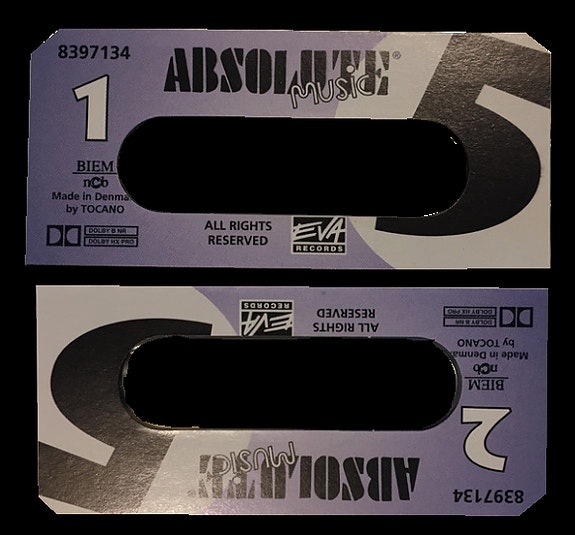 8397134
ABSOLUTE®
music
5
1
BIEM
ncb
Made in Denma
by TOCANO
DOLBY B NR
DOLBY HX PRO
ALL RIGHTS
RESERVED
EVA
RECORDS
8397134
ABSOLUTE
music
5
2
BIEM
ncb
Made in Denma
by TOCANO
DOLBY B NR
DOLBY HX PRO
ALL RIGHTS
RESERVED
EVA
RECORDS